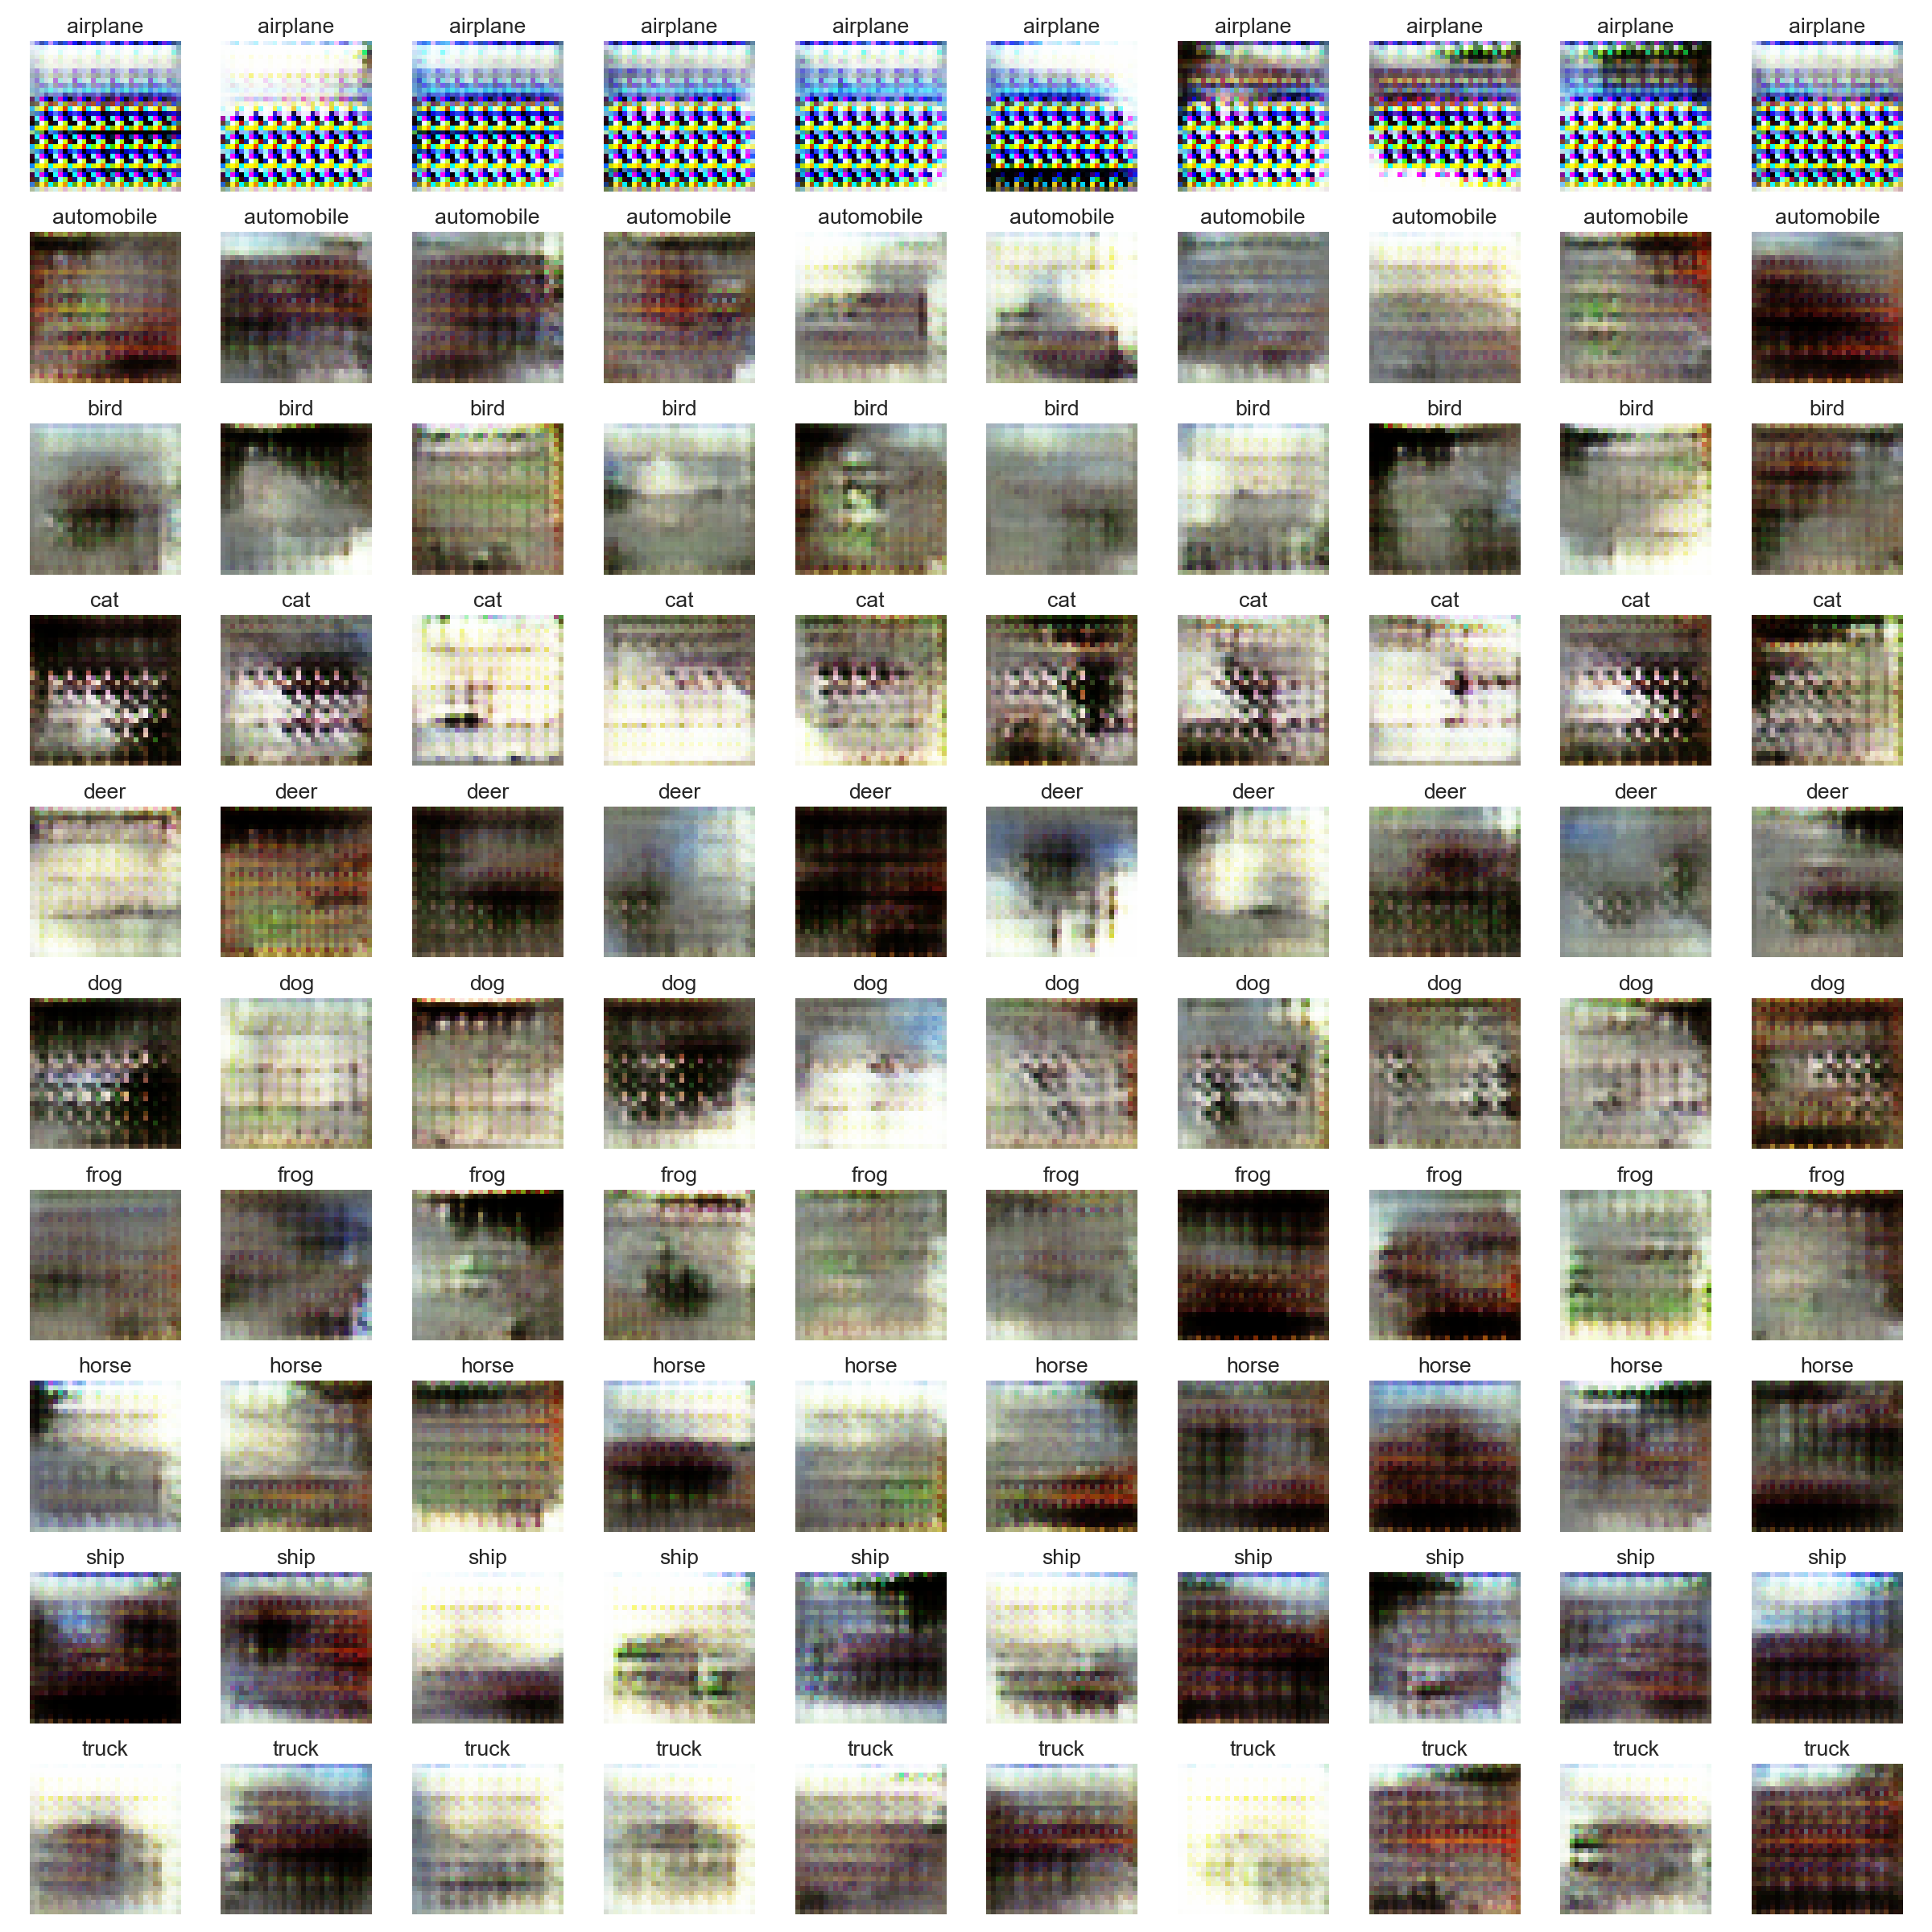 airplane airplane airplane airplane airplane airplane airplane airplane airplane airplane
automobile automobile automobile automobile automobile automobile automobile automobile automobile automobile
bird bird bird bird bird bird bird bird bird bird
cat cat cat cat cat cat cat cat cat cat
deer deer deer deer deer deer deer deer deer deer
dog dog dog dog dog dog dog dog dog dog
frog frog frog frog frog frog frog frog frog frog
horse horse horse horse horse horse horse horse horse horse
ship ship ship ship ship ship ship ship ship ship
truck truck truck truck truck truck truck truck truck truck